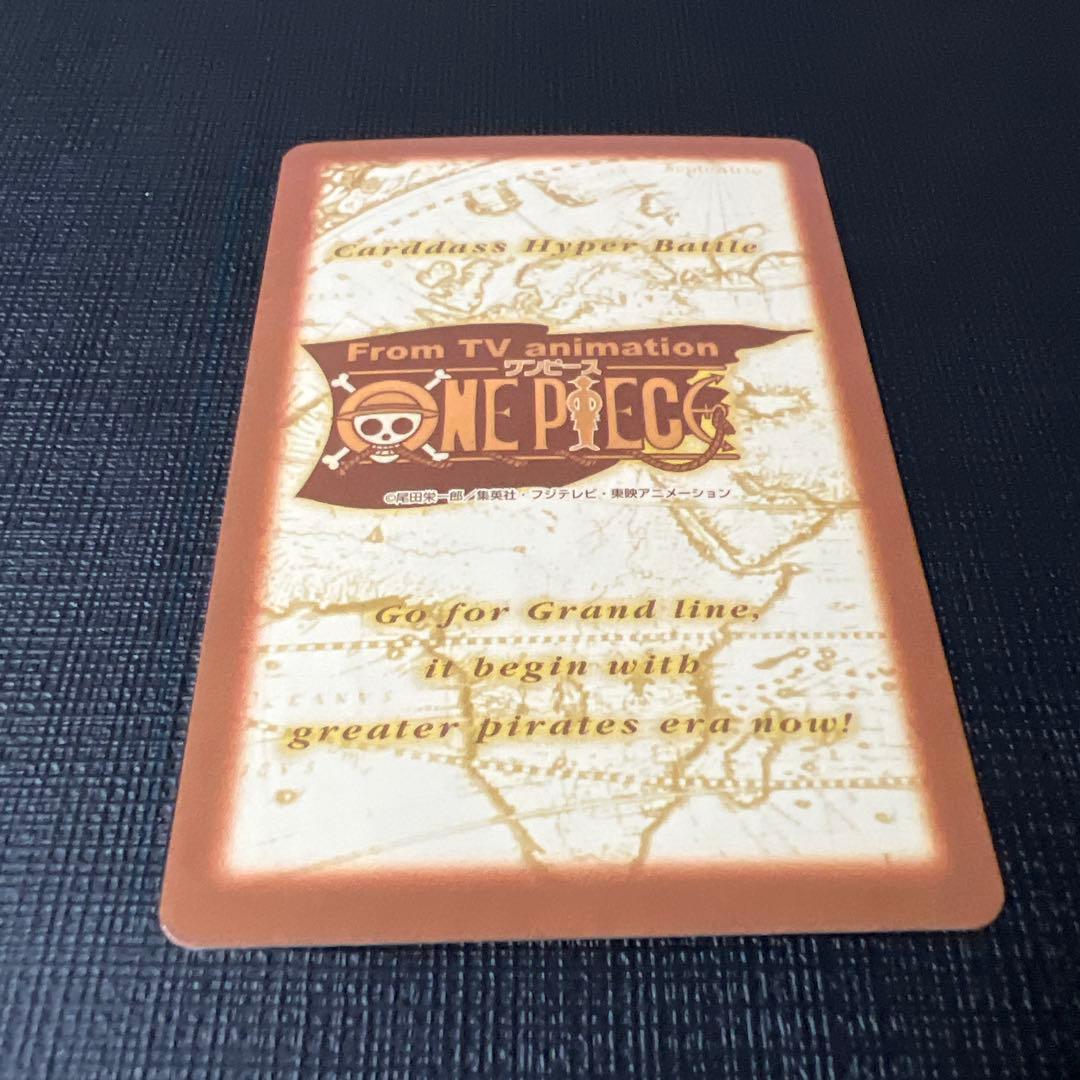 Septentrio
Carddass Hyper Battle
From TV animation
ワンピース
ONE PIECE
©尾田栄一郎／集英社・フジテレビ・東映アニメーション
Go for Grand line,
it begin with
greater pirates era now!